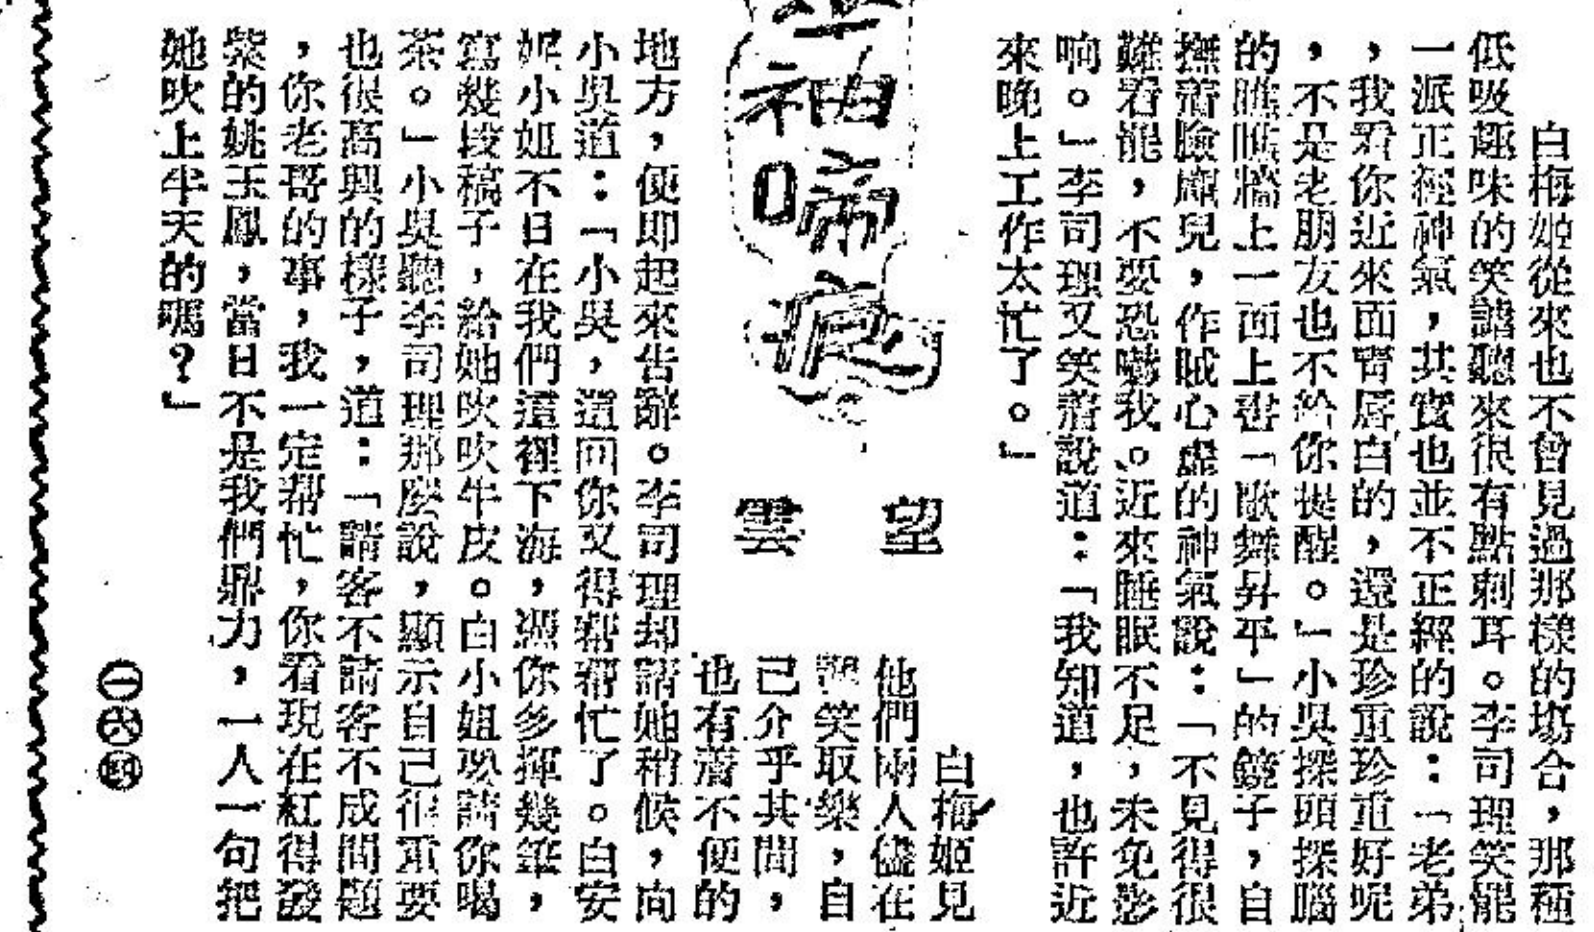 白梅姬從來也不曾見過那樣的塲合，那種
低吸趣味的笑謔聽來很有點刺耳。李司理笑罷
一派正經神氣，其實也並不正經的說：「老弟
，我看你近來面靑唇白的，還是珍重珍重好呢
，不是老朋友也不給你提醒。」小吳探頭探腦
的瞧瞧牆上一面上書「歌舞昇平」的鏡子，自
撫着臉龐兒，作賊心虛的神氣說：「不見得很
難看罷，不要恐嚇我。近來睡眠不足，未免影
响。」李司理又笑着說道：「我知道，也許近
來晚上工作太忙了。」
袖啼痕
望雲
白梅姬見
他們兩人儘在
笑取樂，自
己介乎其間，
也有着不便的
地方，便即起來告辭。李司理却請她稍候，向
小吳道：「小吳，這回你又得幫幫忙了。白安
妮小姐不日在我們這裡下海，憑你多揮幾筆，
寫幾段稿子，給她吹吹牛皮。白小姐現請你喝
茶。」小吳聽李司理那麽說，顯示自己很重要
也很高興的樣子，道：「請客不請客不成問題
，你老哥的事，我一定帮忙，你看現在紅得發
紫的姚玉鳳，當日不是我們鼎力，一人一句把
她吹上半天的嗎？」
一六四